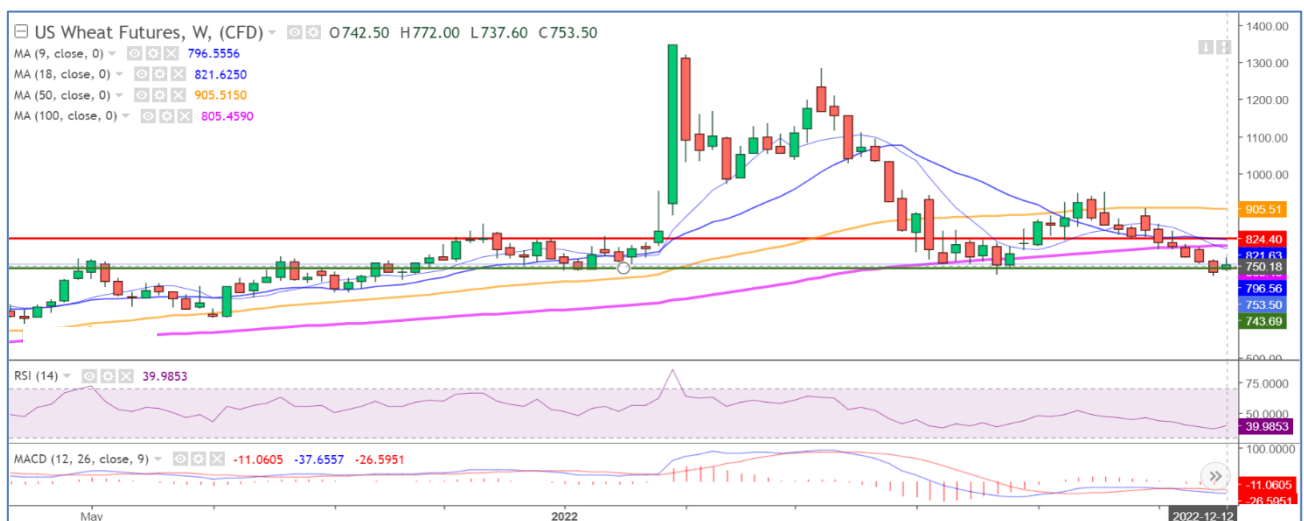 US Wheat Futures, W, (CFD) O742.50 H772.00 L737.60 C753.50
MA (9, close, 0) 796.5556
MA (18, close, 0) 821.6250
MA (50, close, 0) 905.5150
MA (100, close, 0) 805.4590
1400.00
1300.00
1200.00
1100.00
1000.00
905.51
824.40
821.63
750.18
796.56
753.50
743.69
RSI (14) 39.9853
75.0000
50.0000
39.9853
MACD (12, 26, close, 9) -11.0605 -37.6557 -26.5951
100.0000
-11.0605
-26.5951
May 2022 2022-12-12